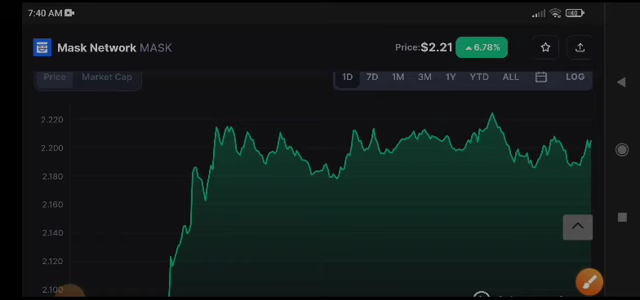 7:40 AM
Mask Network MASK
Price:$2.21
6.78%
Price
Market Cap
1D
7D
1M
3M
1Y
YTD
ALL
LOG
2.220
2.200
2.180
2.160
2.140
2.120
2.100